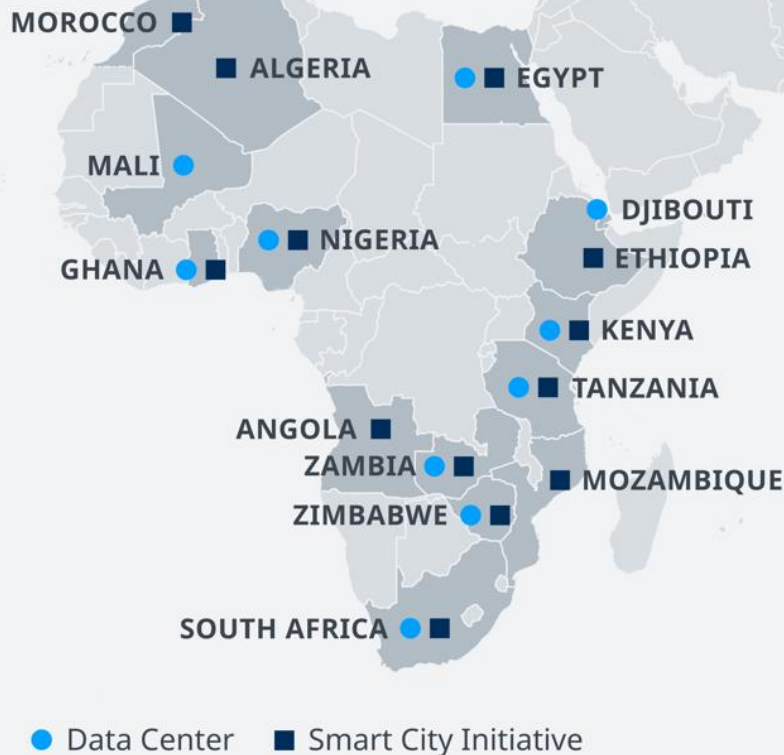 MOROCCO
ALGERIA
EGYPT
MALI
DJIBOUTI
NIGERIA
ETHIOPIA
GHANA
KENYA
TANZANIA
ANGOLA
ZAMBIA
MOZAMBIQUE
ZIMBABWE
SOUTH AFRICA
Data Center Smart City Initiative